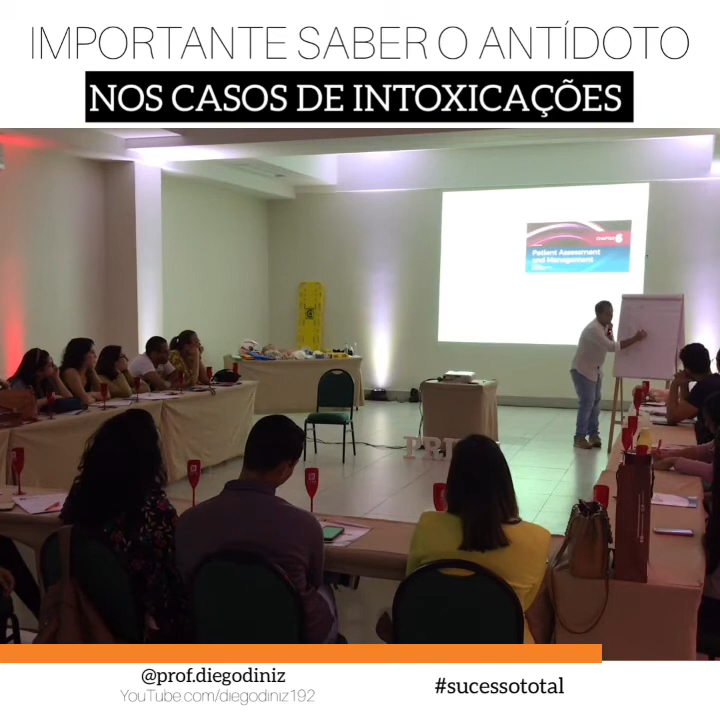 IMPORTANTE SABER O ANTÍDOTO
NOS CASOS DE INTOXICAÇÕES
Patient Assessment
and Management
@prof.diegodiniz
YouTube.com/diegodiniz192
#sucessototal